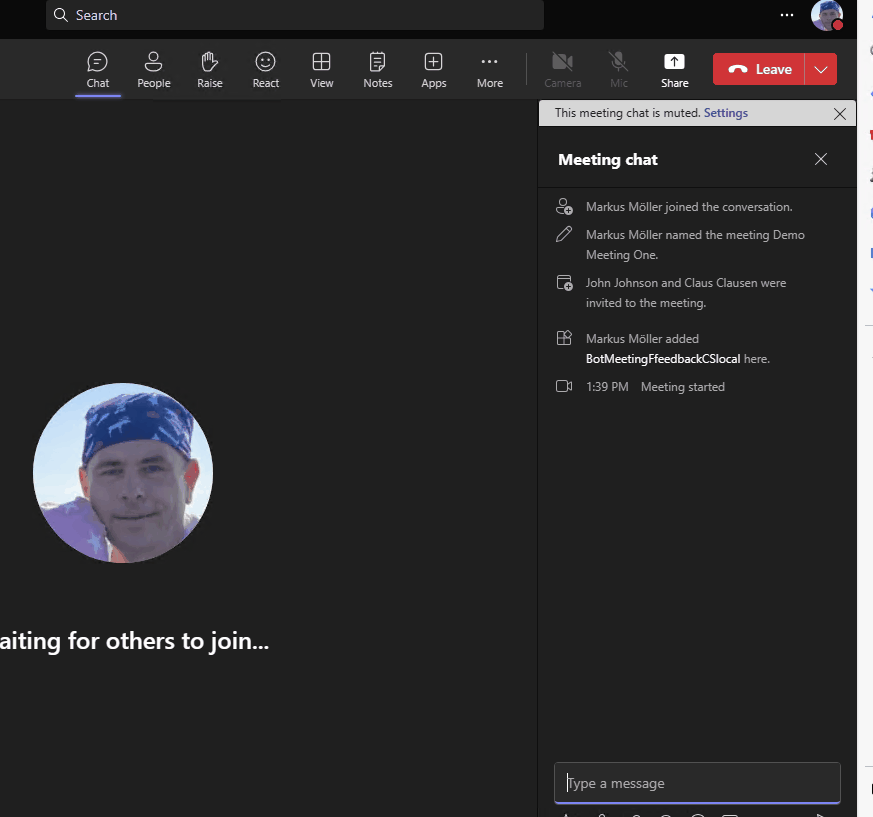 Search
Chat
People
Raise
React
View
Notes
Apps
More
Camera
Mic
Share
Leave
This meeting chat is muted. Settings
Meeting chat
Markus Möller joined the conversation.
Markus Möller named the meeting Demo
Meeting One.
John Johnson and Claus Clausen were
invited to the meeting.
Markus Möller added
BotMeetingFfeedbackCSlocal here.
1:39 PM Meeting started
aiting for others to join...
Type a message